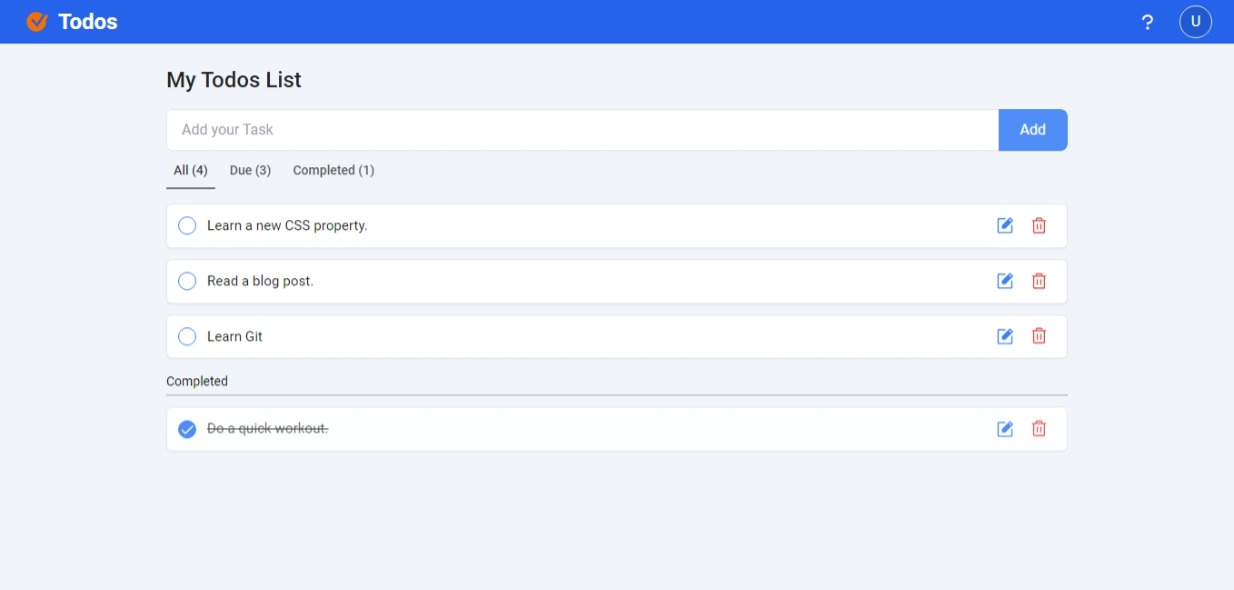 Todos
?
U
My Todos List
Add your Task
Add
All (4) Due (3) Completed (1)
Learn a new CSS property.
Read a blog post.
Learn Git
Completed
Do a quick workout.